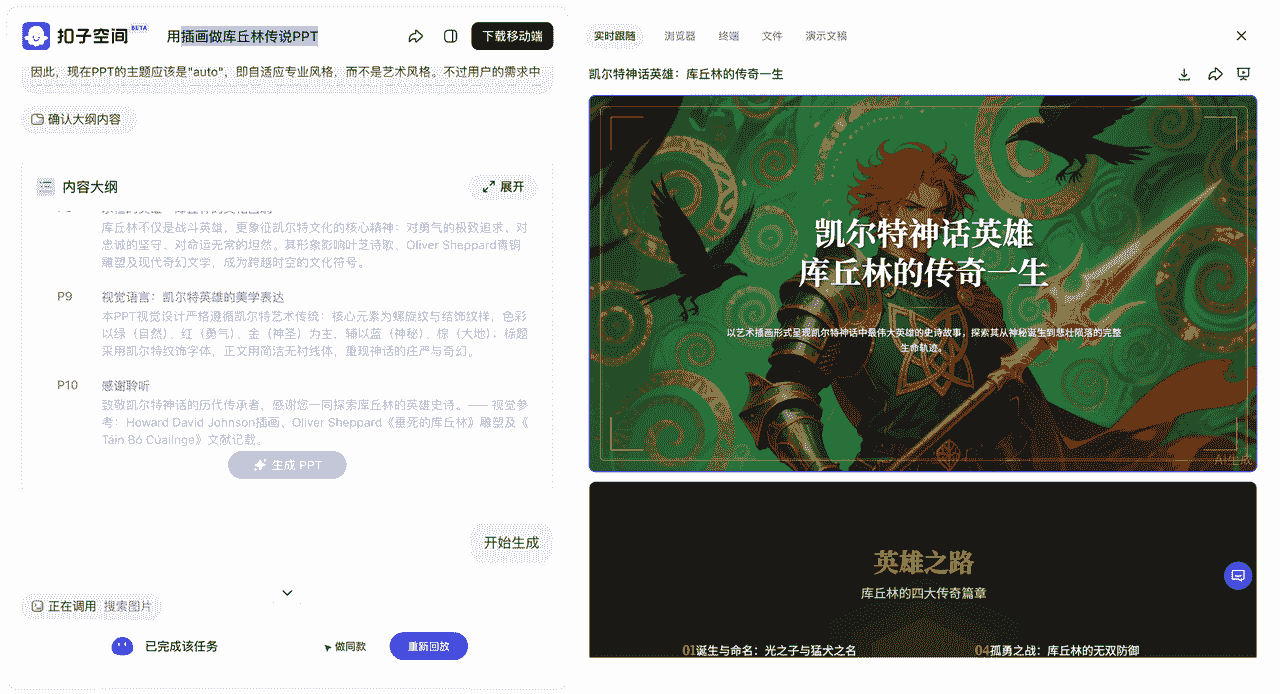 扣子空间 BETA
用插画做库丘林传说PPT
下载移动端
因此，现在PPT的主题应该是"auto"，即自适应专业风格，而不是艺术风格。不过用户的需求中
确认大纲内容
内容大纲
展开
库丘林不仅是战斗英雄，更象征凯尔特文化的核心精神：对勇气的极致追求、对
忠诚的坚守、对命运无常的坦然。其形象影响叶芝诗歌、Oliver Sheppard青铜
雕塑及现代奇幻文学，成为跨越时空的文化符号。
P9
视觉语言：凯尔特英雄的美学表达
本PPT视觉设计严格遵循凯尔特艺术传统：核心元素为螺旋纹与结饰纹样，色彩
以绿（自然）、红（勇气）、金（神圣）为主，辅以蓝（神秘）、棕（大地）；标题
采用凯尔特纹饰字体，正文用简洁无衬线体，重现神话的庄严与奇幻。
P10
感谢聆听
致敬凯尔特神话的历代传承者，感谢您一同探索库丘林的英雄史诗。—— 视觉参
考：Howard David Johnson插画、Oliver Sheppard《垂死的库丘林》雕塑及《
Táin Bó Cúailnge》文献记载。
生成 PPT
开始生成
正在调用 搜索图片
已完成该任务
做同款
重新回放
实时跟随
浏览器
终端
文件
演示文稿
凯尔特神话英雄：库丘林的传奇一生
凯尔特神话英雄
库丘林的传奇一生
以艺术插画形式呈现凯尔特神话中最伟大英雄的史诗故事，探索其从神秘诞生到悲壮陨落的完整
生命轨迹。
AI生成
英雄之路
库丘林的四大传奇篇章
01诞生与命名：光之子与猛犬之名
04孤勇之战：库丘林的无双防御